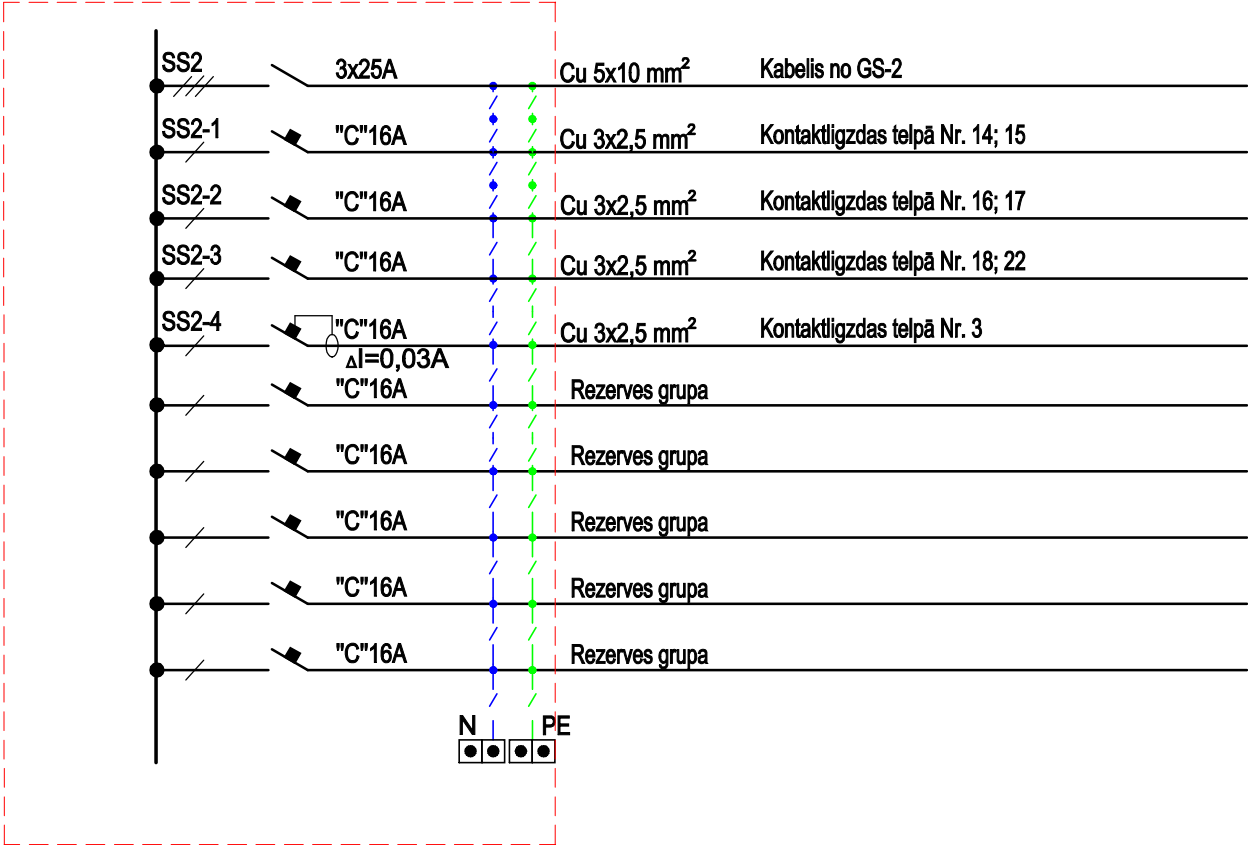 SS2 3x25A Cu 5x10 mm² Kabelis no GS-2
SS2-1 "C"16A Cu 3x2,5 mm² Kontaktligzdas telpā Nr. 14; 15
SS2-2 "C"16A Cu 3x2,5 mm² Kontaktligzdas telpā Nr. 16; 17
SS2-3 "C"16A Cu 3x2,5 mm² Kontaktligzdas telpā Nr. 18; 22
SS2-4 "C"16A Cu 3x2,5 mm² Kontaktligzdas telpā Nr. 3
ΔI=0,03A
"C"16A Rezerves grupa
"C"16A Rezerves grupa
"C"16A Rezerves grupa
"C"16A Rezerves grupa
"C"16A Rezerves grupa
N PE